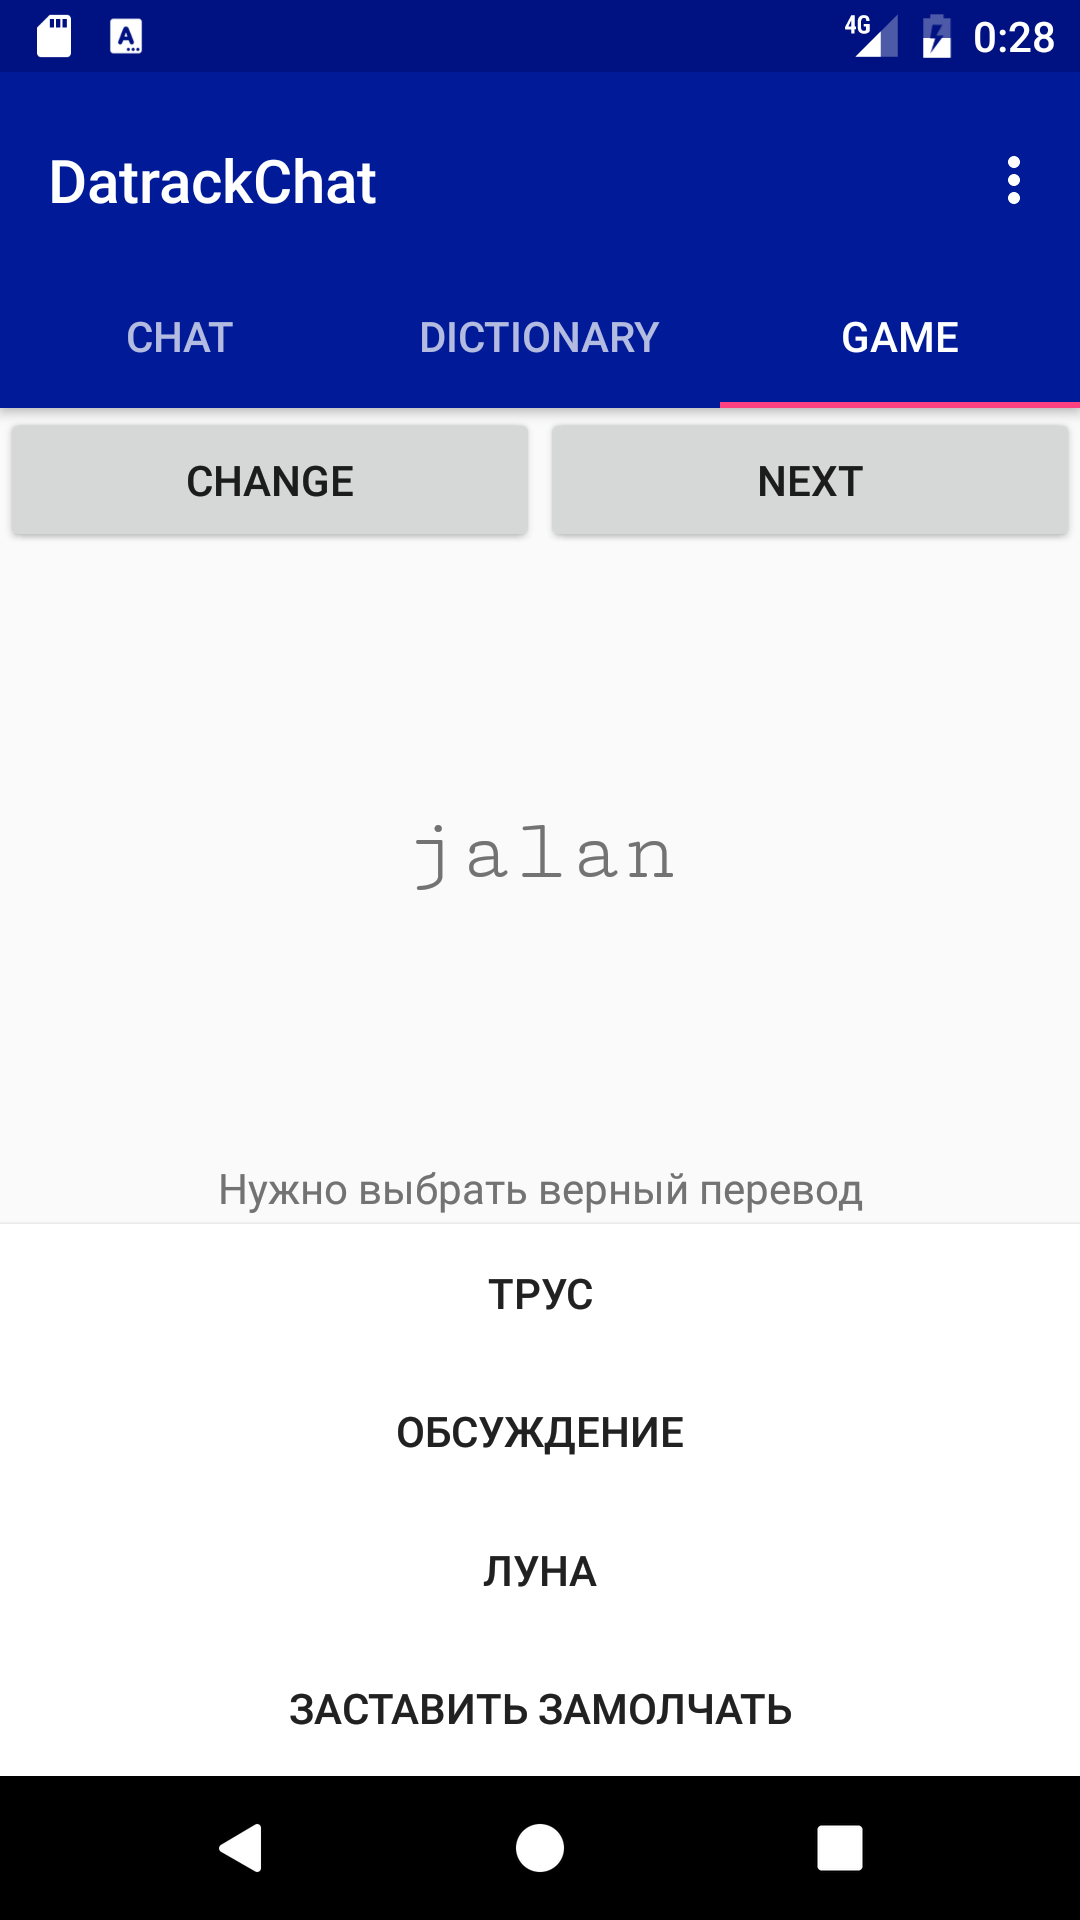 4G 0:28
DatrackChat
CHAT DICTIONARY GAME
CHANGE NEXT
jalan
Нужно выбрать верный перевод
ТРУС
ОБСУЖДЕНИЕ
ЛУНА
ЗАСТАВИТЬ ЗАМОЛЧАТЬ